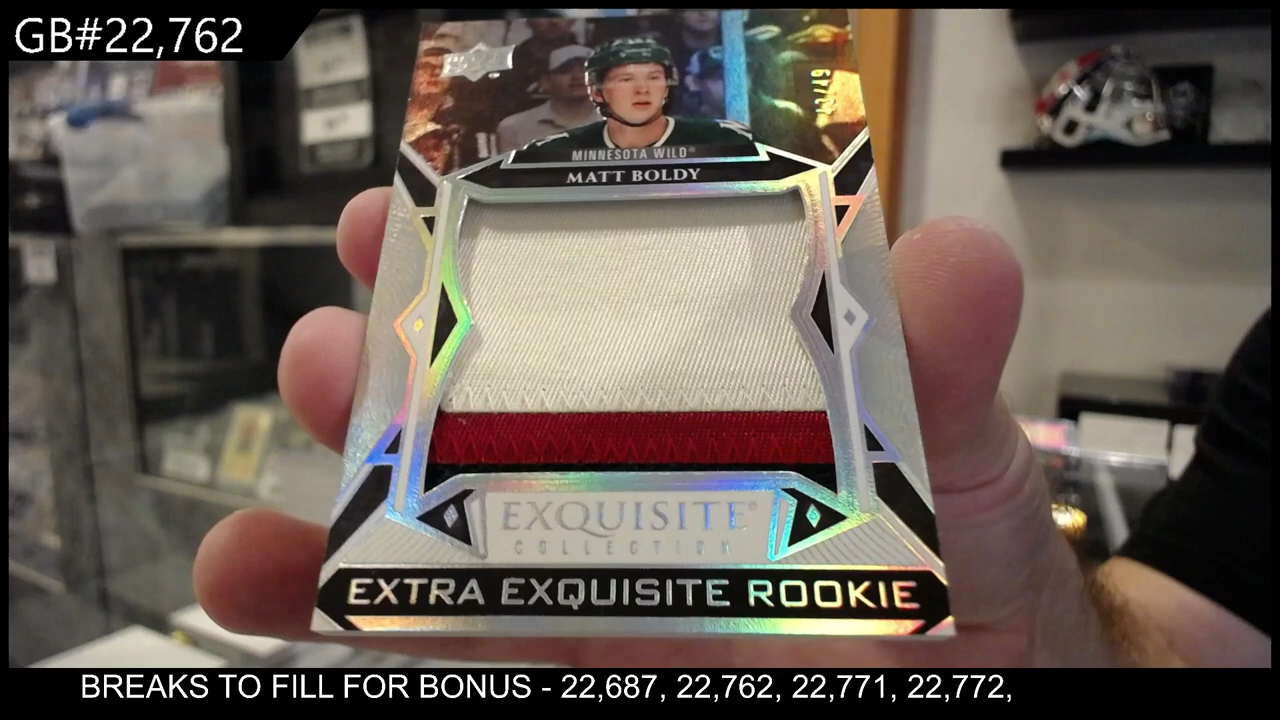 GB#22,762
MINNESOTA WILD®
MATT BOLDY
EXQUISITE®
COLLECTION
EXTRA EXQUISITE ROOKIE
BREAKS TO FILL FOR BONUS - 22,687, 22,762, 22,771, 22,772,